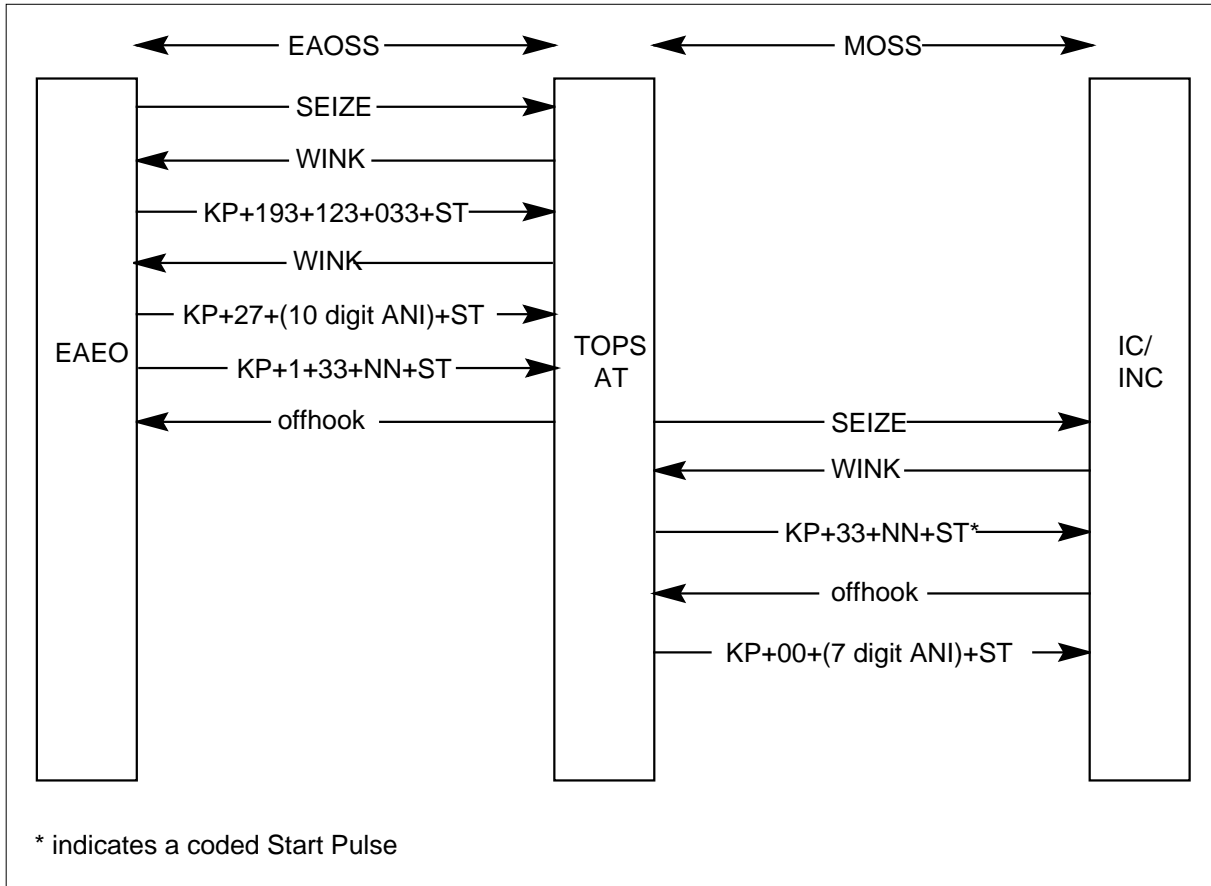 EAOSS MOSS
SEIZE
WINK
KP+193+123+033+ST
WINK
KP+27+(10 digit ANI)+ST
EAEO
TOPS
AT
IC/
INC
KP+1+33+NN+ST
offhook
SEIZE
WINK
KP+33+NN+ST*
offhook
KP+00+(7 digit ANI)+ST
* indicates a coded Start Pulse